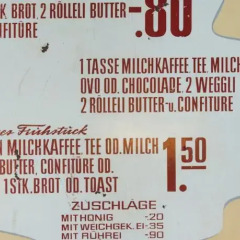 K. BROT, 2 RÖLLELI BUTTER -.80
ONFITÜRE
1 TASSE MILCHKAFFEE, TEE, MILCH
OVO OD. CHOCOLADE. 2 WEGGLI
2 RÖLLELI BUTTER-u. CONFITURE
es Frühstück
N MILCHKAFFEE, TEE OD. MILCH 1.50
BUTTER, CONFITÜRE OD.
1 STK. BROT OD. TOAST
ZUSCHLÄGE
MIT HONIG -.20
MIT WEICHGEK. EI -.35
MIT RÜHREI -.90